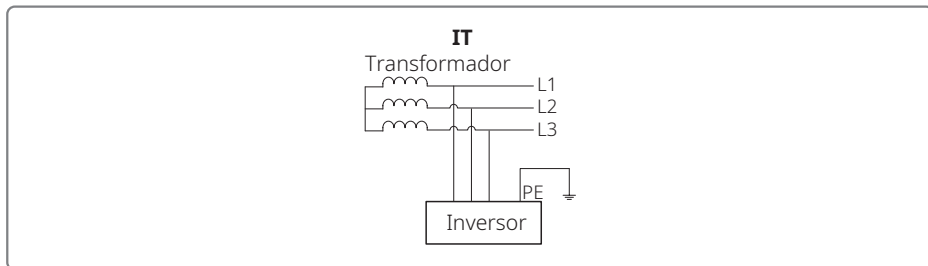 IT
Transformador
L1
L2
L3
PE
Inversor